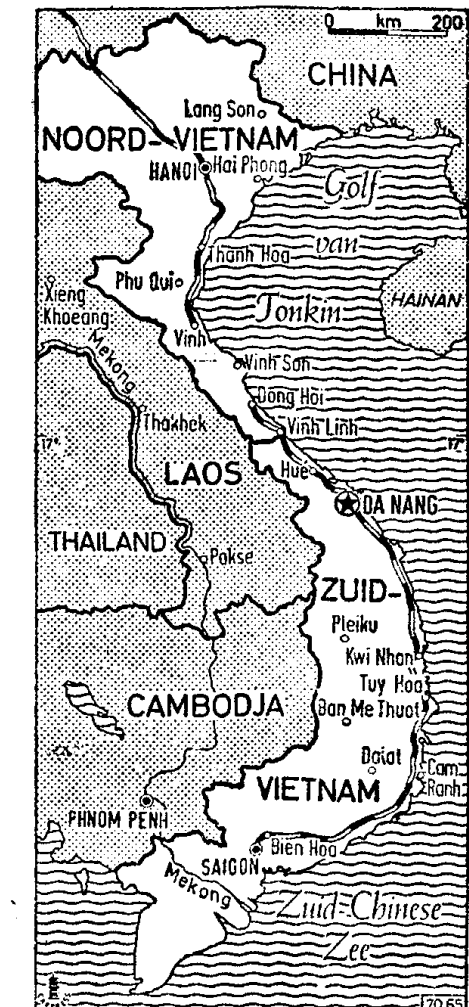 0 km 200
CHINA
Lang Son
NOORD-VIETNAM
HANOI
Hai Phong
Golf
van
Tonkin
Thanh Hoa
Phu Qui
HAINAN
Xieng
Khoeang
Vinh
Mekong
Vinh Son
Dong Hoi
Thakhek
Vinh Linh
17°
17°
LAOS
Hue
DA NANG
THAILAND
Pakse
ZUID-
Pleiku
Kwi Nhon
Tuy Hoa
CAMBODJA
Ban Me Thuot
Dalat
Cam
Ranh
VIETNAM
PHNOM PENH
Bien Hoa
SAIGON
Mekong
Zuid-Chinese
Zee